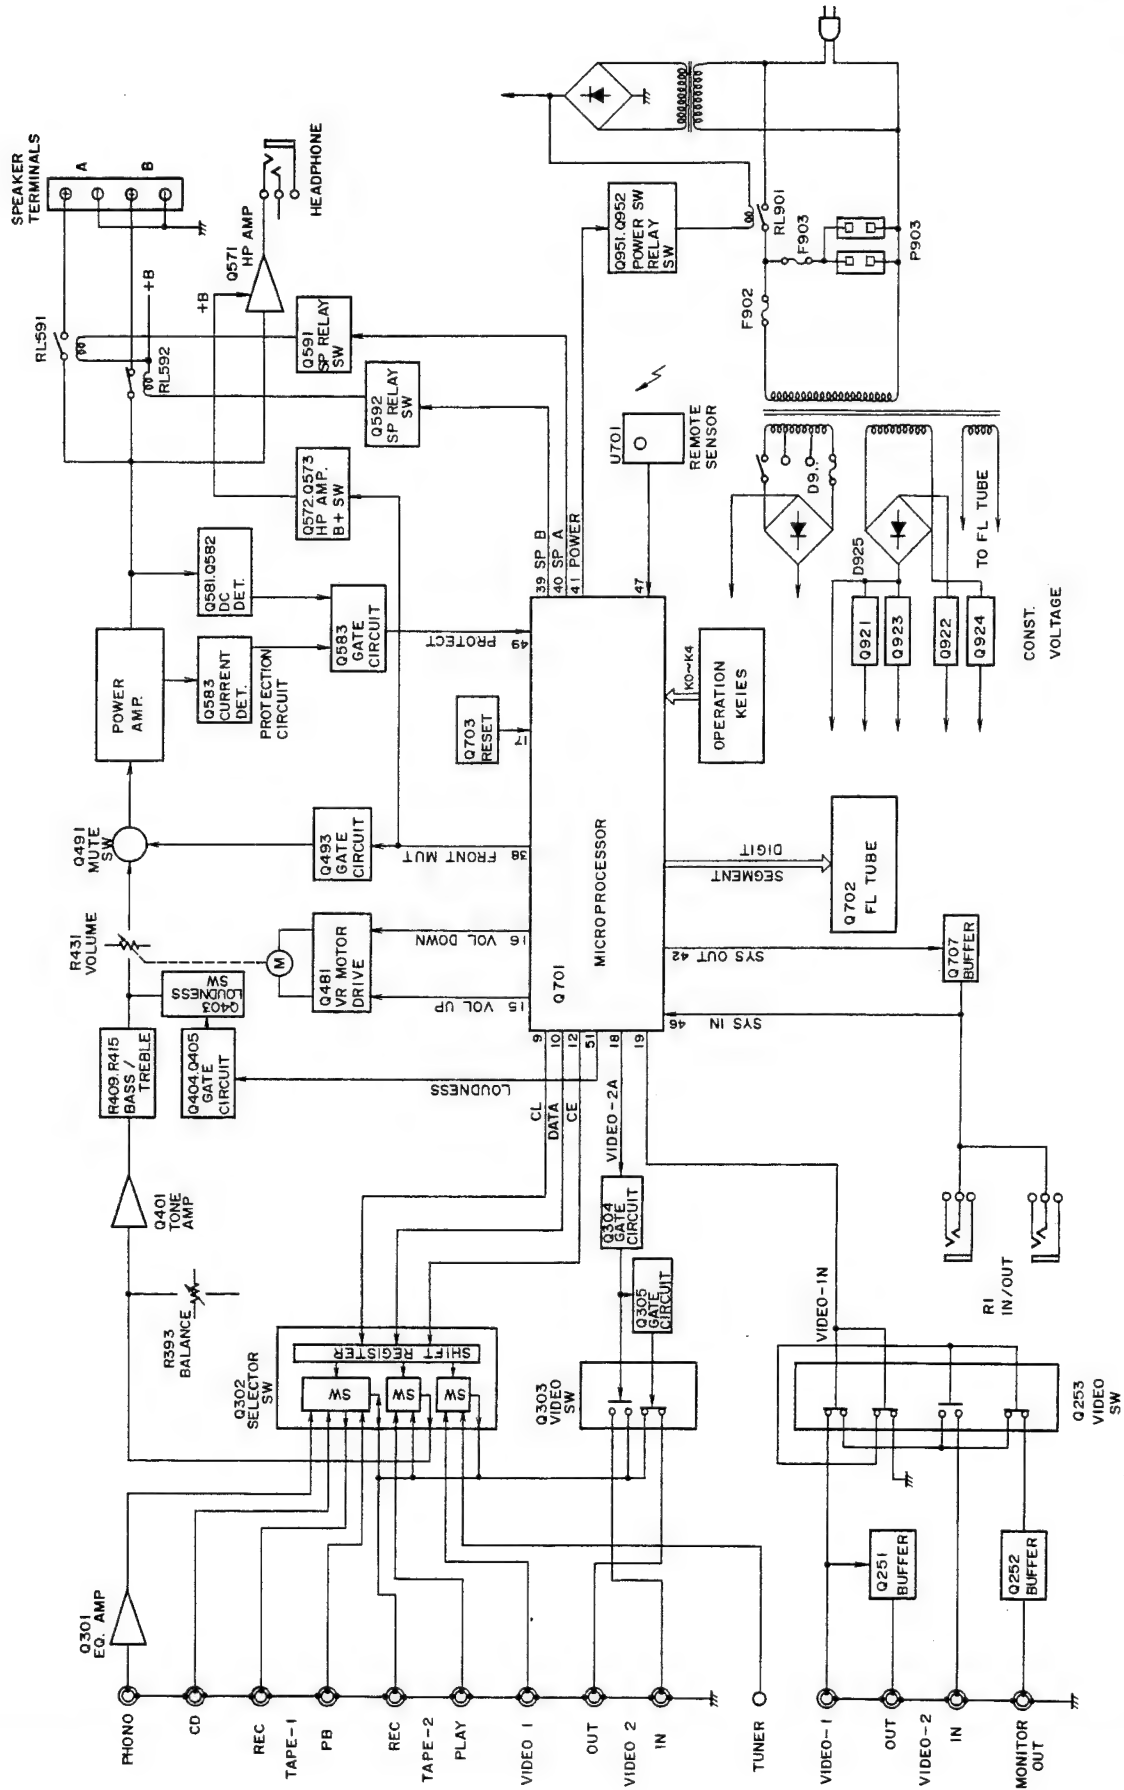 PHONO
CD
REC
TAPE-1
PB
REC
TAPE-2
PLAY
VIDEO 1
OUT
VIDEO 2
IN
TUNER
VIDEO-1
OUT
VIDEO-2
IN
MONITOR
OUT
Q301
EQ. AMP
R393
BALANCE
Q302
SELECTOR
SW
SHIFT REGISTER
SW
SW
SW
Q303
VIDEO
SW
Q304
GATE
CIRCUIT
Q305
GATE
CIRCUIT
Q251
BUFFER
Q252
BUFFER
Q253
VIDEO
SW
VIDEO-IN
RI
IN/OUT
Q401
TONE
AMP
R409.R415
BASS /
TREBLE
Q404.Q405
GATE
CIRCUIT
Q403
LOUDNESS
SW
R431
VOLUME
M
Q481
VR MOTOR
DRIVE
Q491
MUTE
SW
Q493
GATE
CIRCUIT
LOUDNESS
CL
DATA
CE
VIDEO-2A
9
10
12
51
18
19
15 VOL UP
16 VOL DOWN
38 FRONT MUT
17
49
PROTECT
39 SP B
40 SP A
41 POWER
47
46 SYS IN
SYS OUT 42
SEGMENT
DIGIT
K0~K4
Q701
MICROPROCESSOR
Q703
RESET
Q707
BUFFER
Q702
FL TUBE
OPERATION
KEIES
POWER
AMP.
Q583
CURRENT
DET.
PROTECTION
CIRCUIT
Q581.Q582
DC
DET.
Q583
GATE
CIRCUIT
Q572.Q573
HP AMP.
B+ SW
Q592
SP RELAY
SW
Q591
SP RELAY
SW
RL591
RL592
+B
+B
Q571
HP AMP
HEADPHONE
SPEAKER
TERMINALS
A
B
U701
REMOTE
SENSOR
Q951.Q952
POWER SW
RELAY
SW
RL901
F902
F903
P903
D9..
D925
TO FL TUBE
Q921
Q923
Q922
Q924
CONST.
VOLTAGE